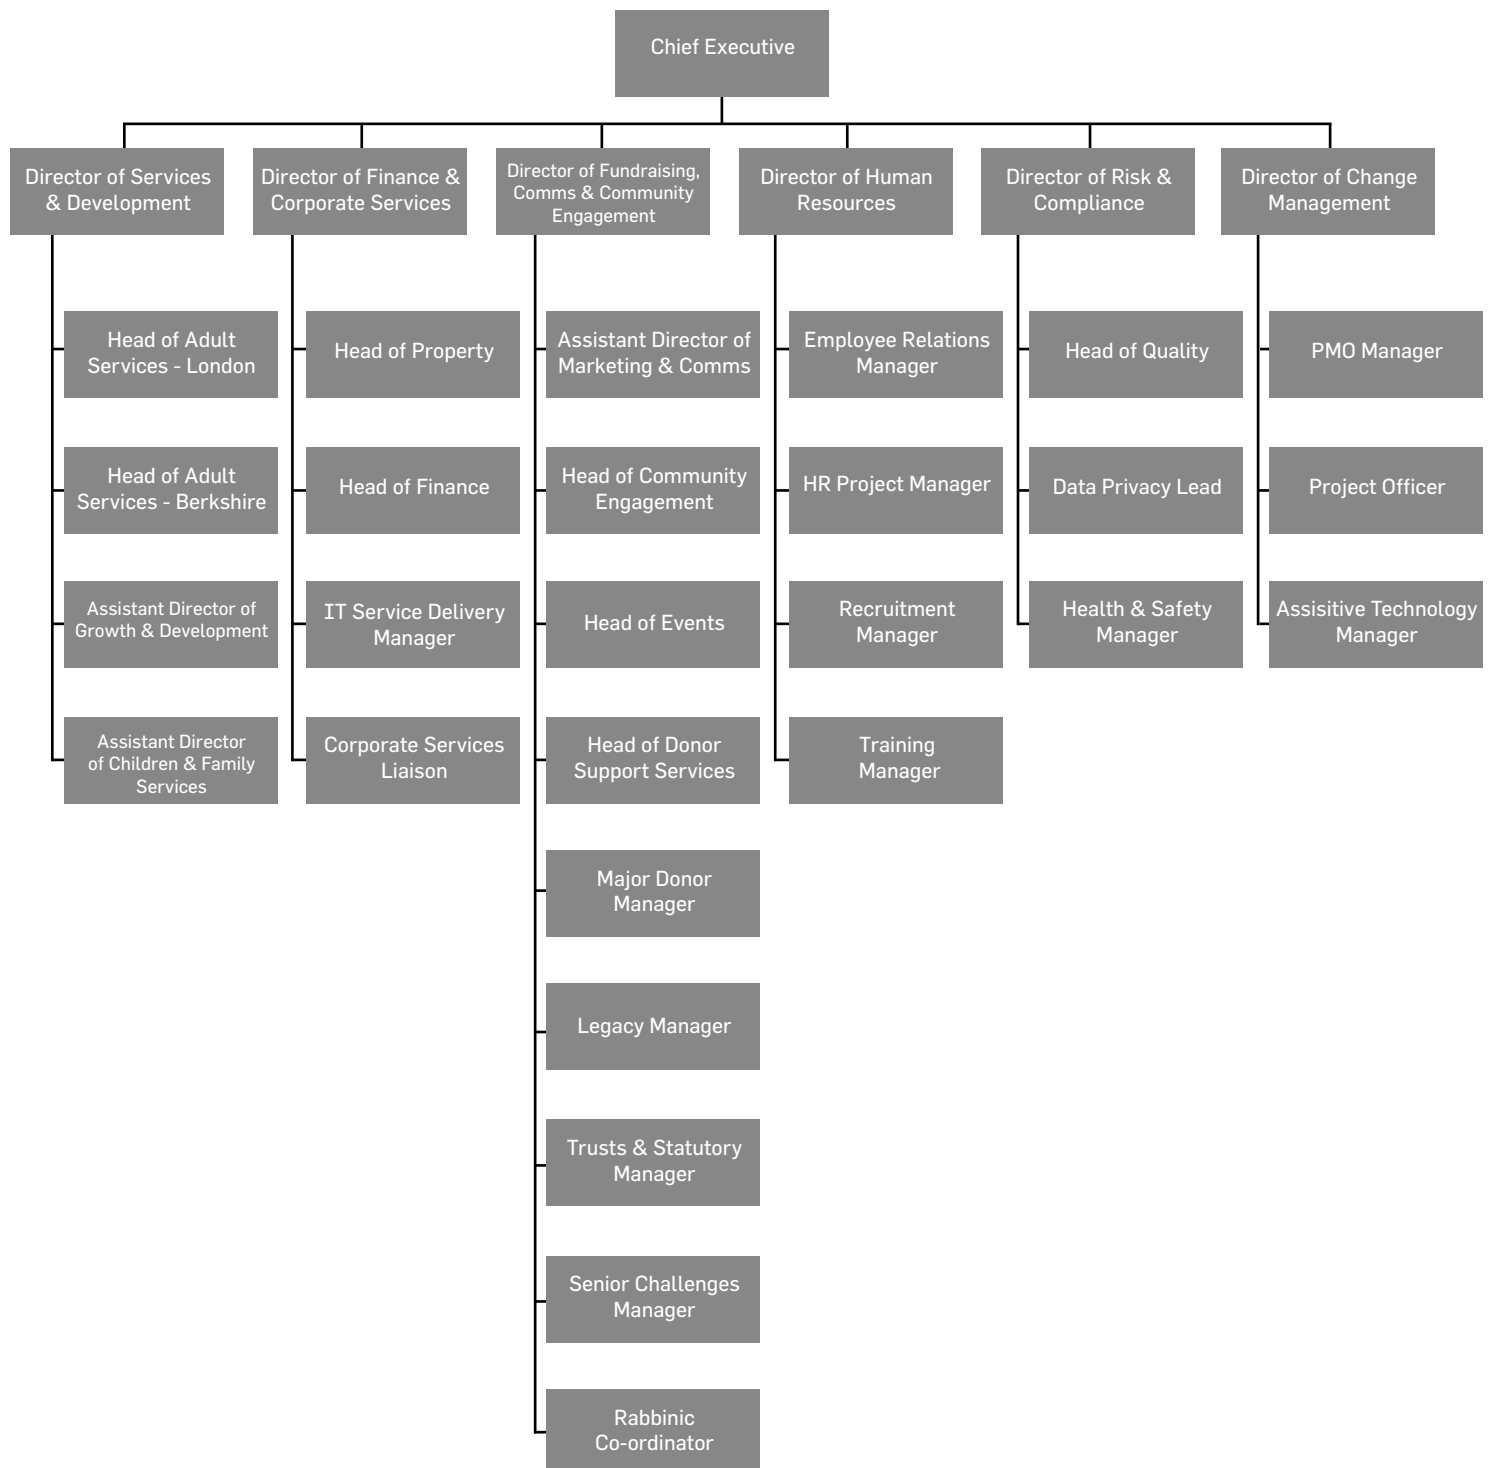 Chief Executive
Director of Services
& Development
Director of Finance &
Corporate Services
Director of Fundraising,
Comms & Community
Engagement
Director of Human
Resources
Director of Risk &
Compliance
Director of Change
Management
Head of Adult
Services - London
Head of Property
Assistant Director of
Marketing & Comms
Employee Relations
Manager
Head of Quality
PMO Manager
Head of Adult
Services - Berkshire
Head of Finance
Head of Community
Engagement
HR Project Manager
Data Privacy Lead
Project Officer
Assistant Director of
Growth & Development
IT Service Delivery
Manager
Head of Events
Recruitment
Manager
Health & Safety
Manager
Assisitive Technology
Manager
Assistant Director
of Children & Family
Services
Corporate Services
Liaison
Head of Donor
Support Services
Training
Manager
Major Donor
Manager
Legacy Manager
Trusts & Statutory
Manager
Senior Challenges
Manager
Rabbinic
Co-ordinator